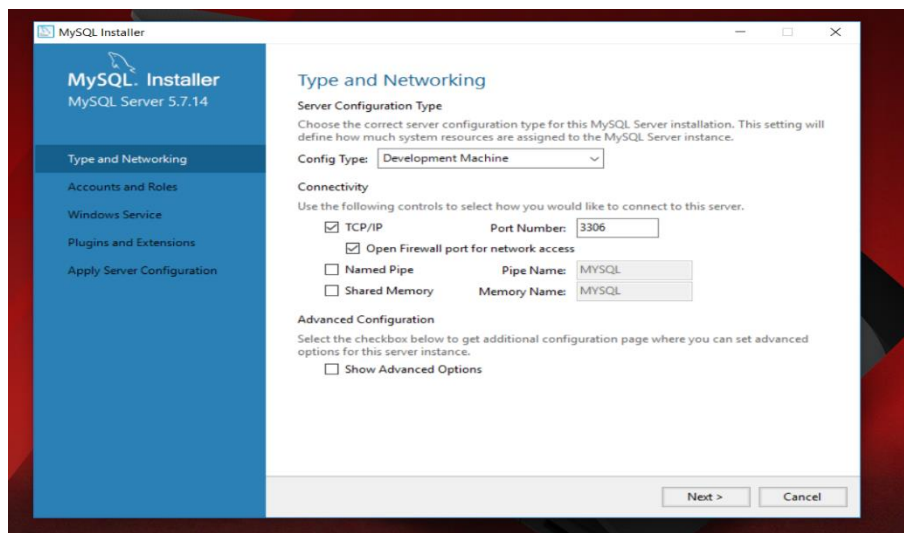 MySQL Installer
MySQL. Installer
MySQL Server 5.7.14
Type and Networking
Accounts and Roles
Windows Service
Plugins and Extensions
Apply Server Configuration
Type and Networking
Server Configuration Type
Choose the correct server configuration type for this MySQL Server installation. This setting will
define how much system resources are assigned to the MySQL Server instance.
Config Type: Development Machine
Connectivity
Use the following controls to select how you would like to connect to this server.
TCP/IP Port Number: 3306
Open Firewall port for network access
Named Pipe Pipe Name: MYSQL
Shared Memory Memory Name: MYSQL
Advanced Configuration
Select the checkbox below to get additional configuration page where you can set advanced
options for this server instance.
Show Advanced Options
Next > Cancel